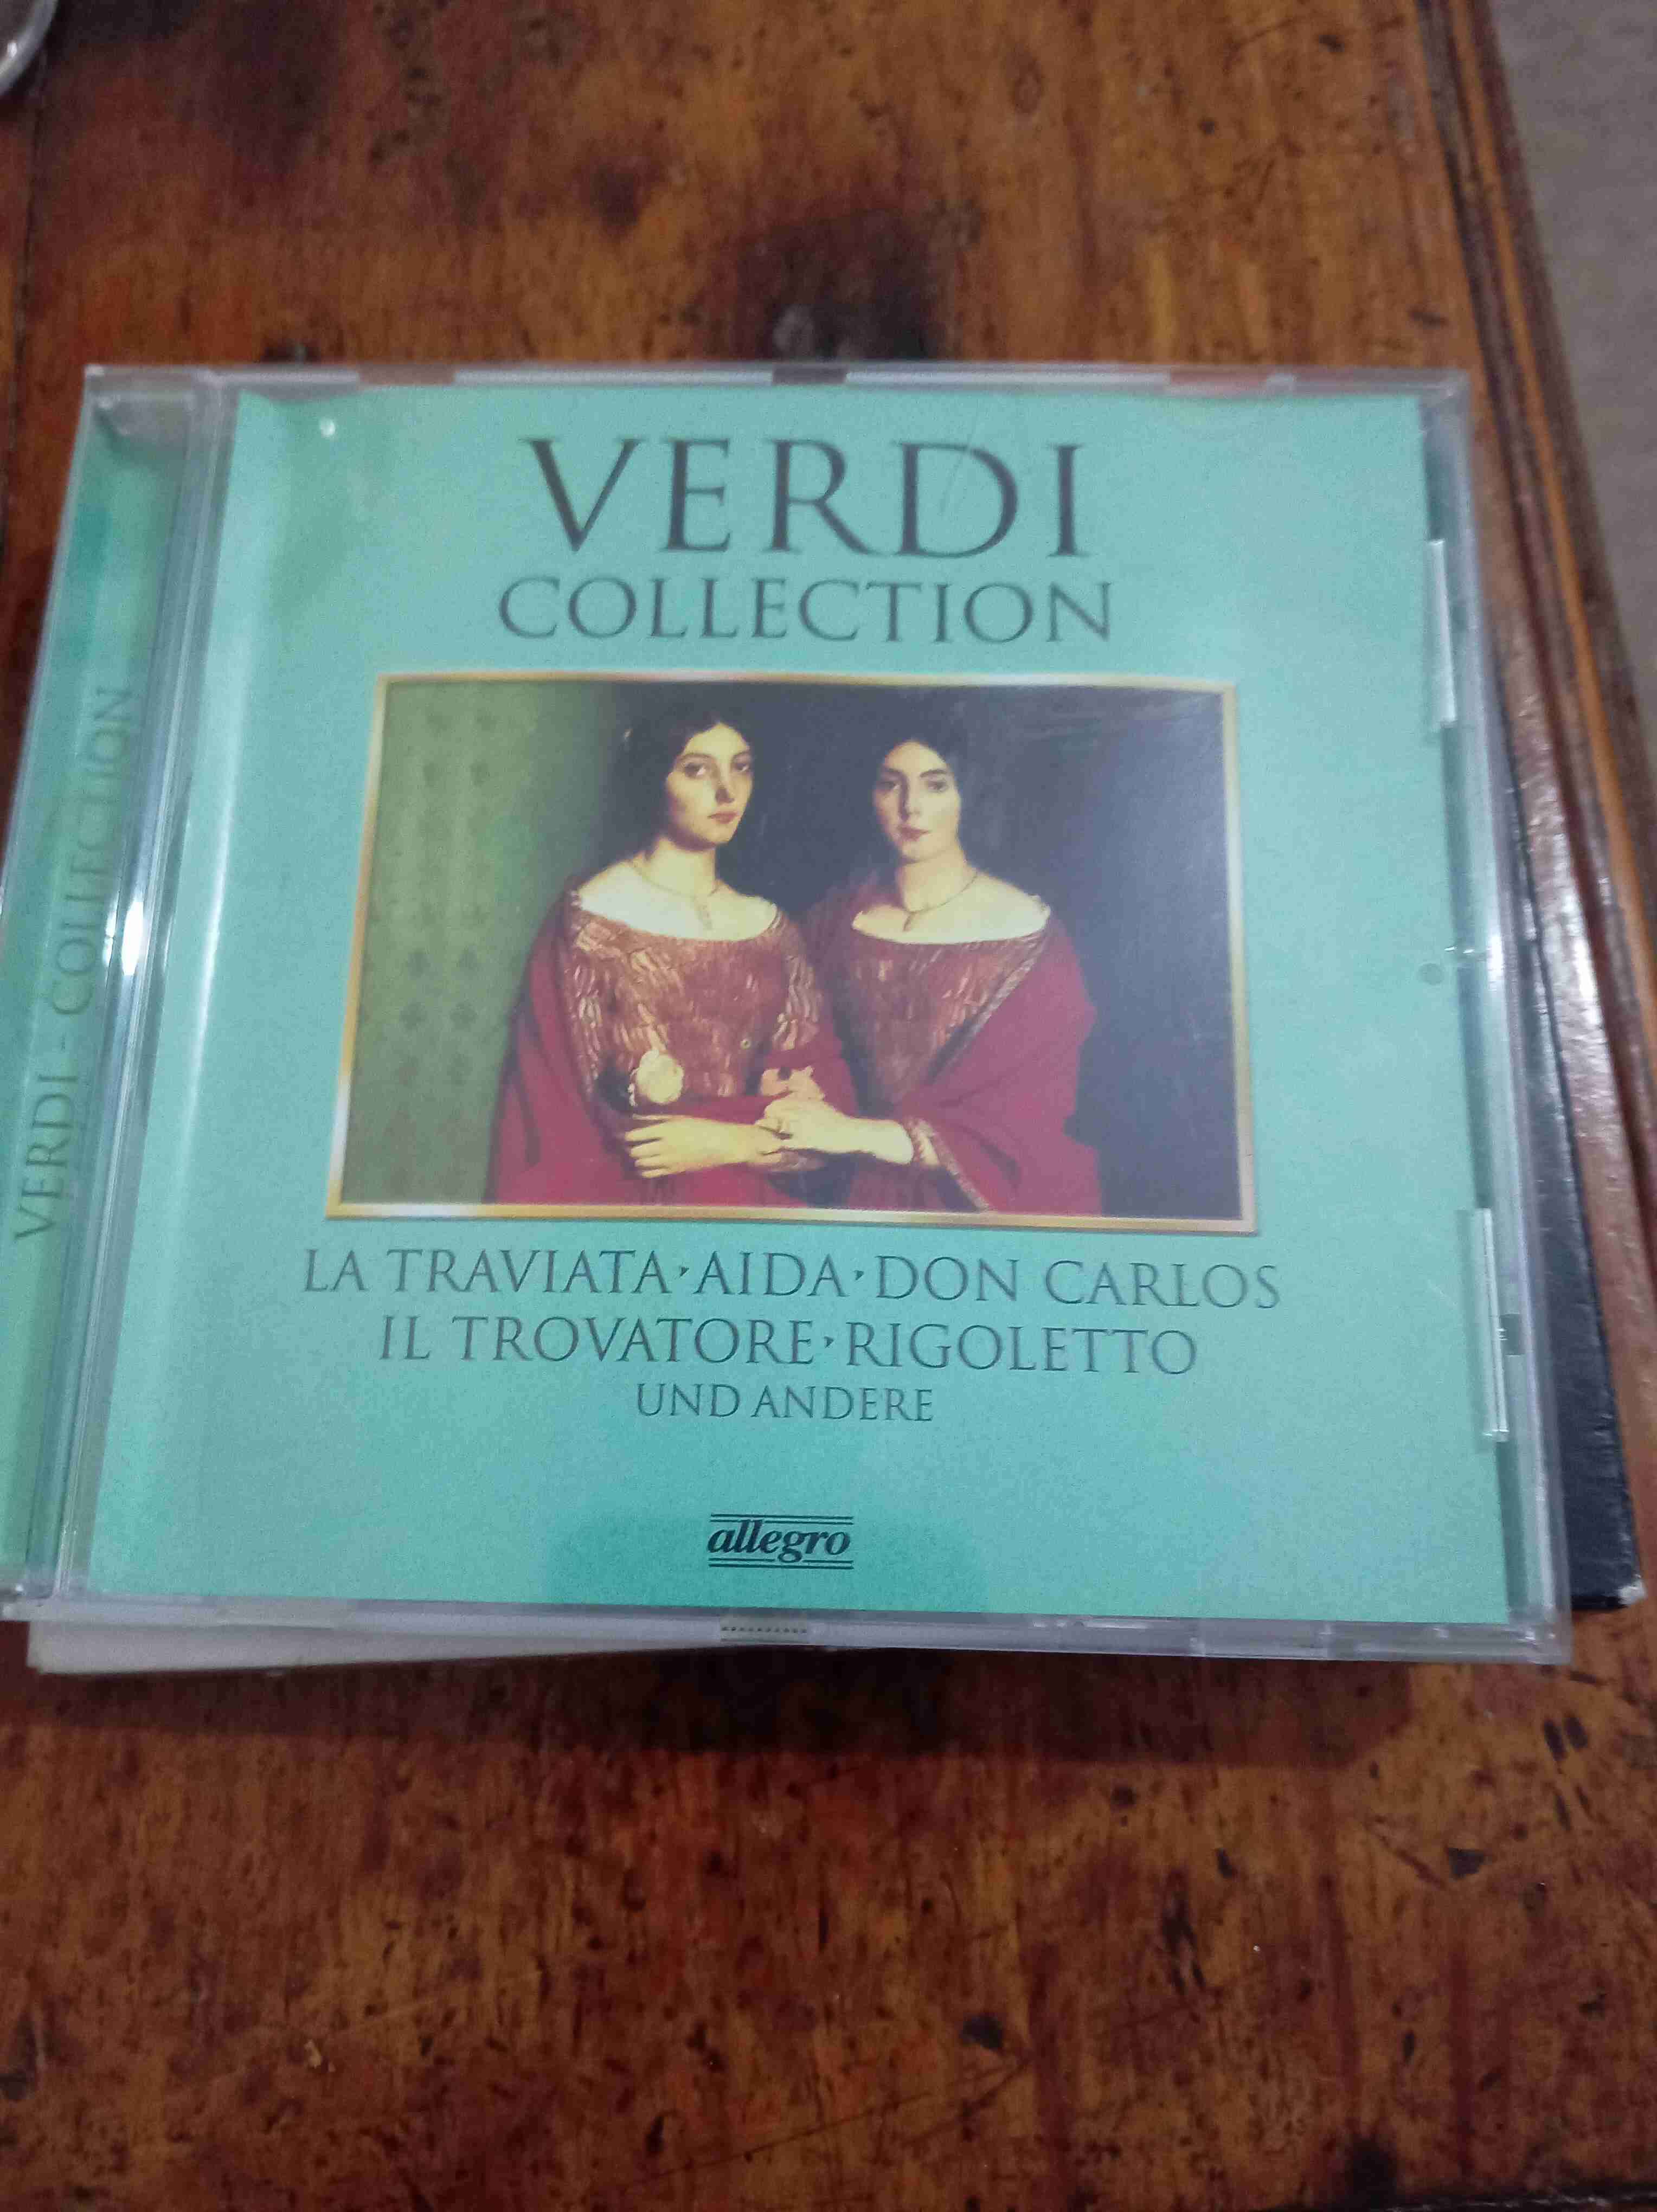 VERDI
COLLECTION
LA TRAVIATA · AIDA · DON CARLOS
IL TROVATORE · RIGOLETTO
UND ANDERE
allegro
VERDI - COLLECTION